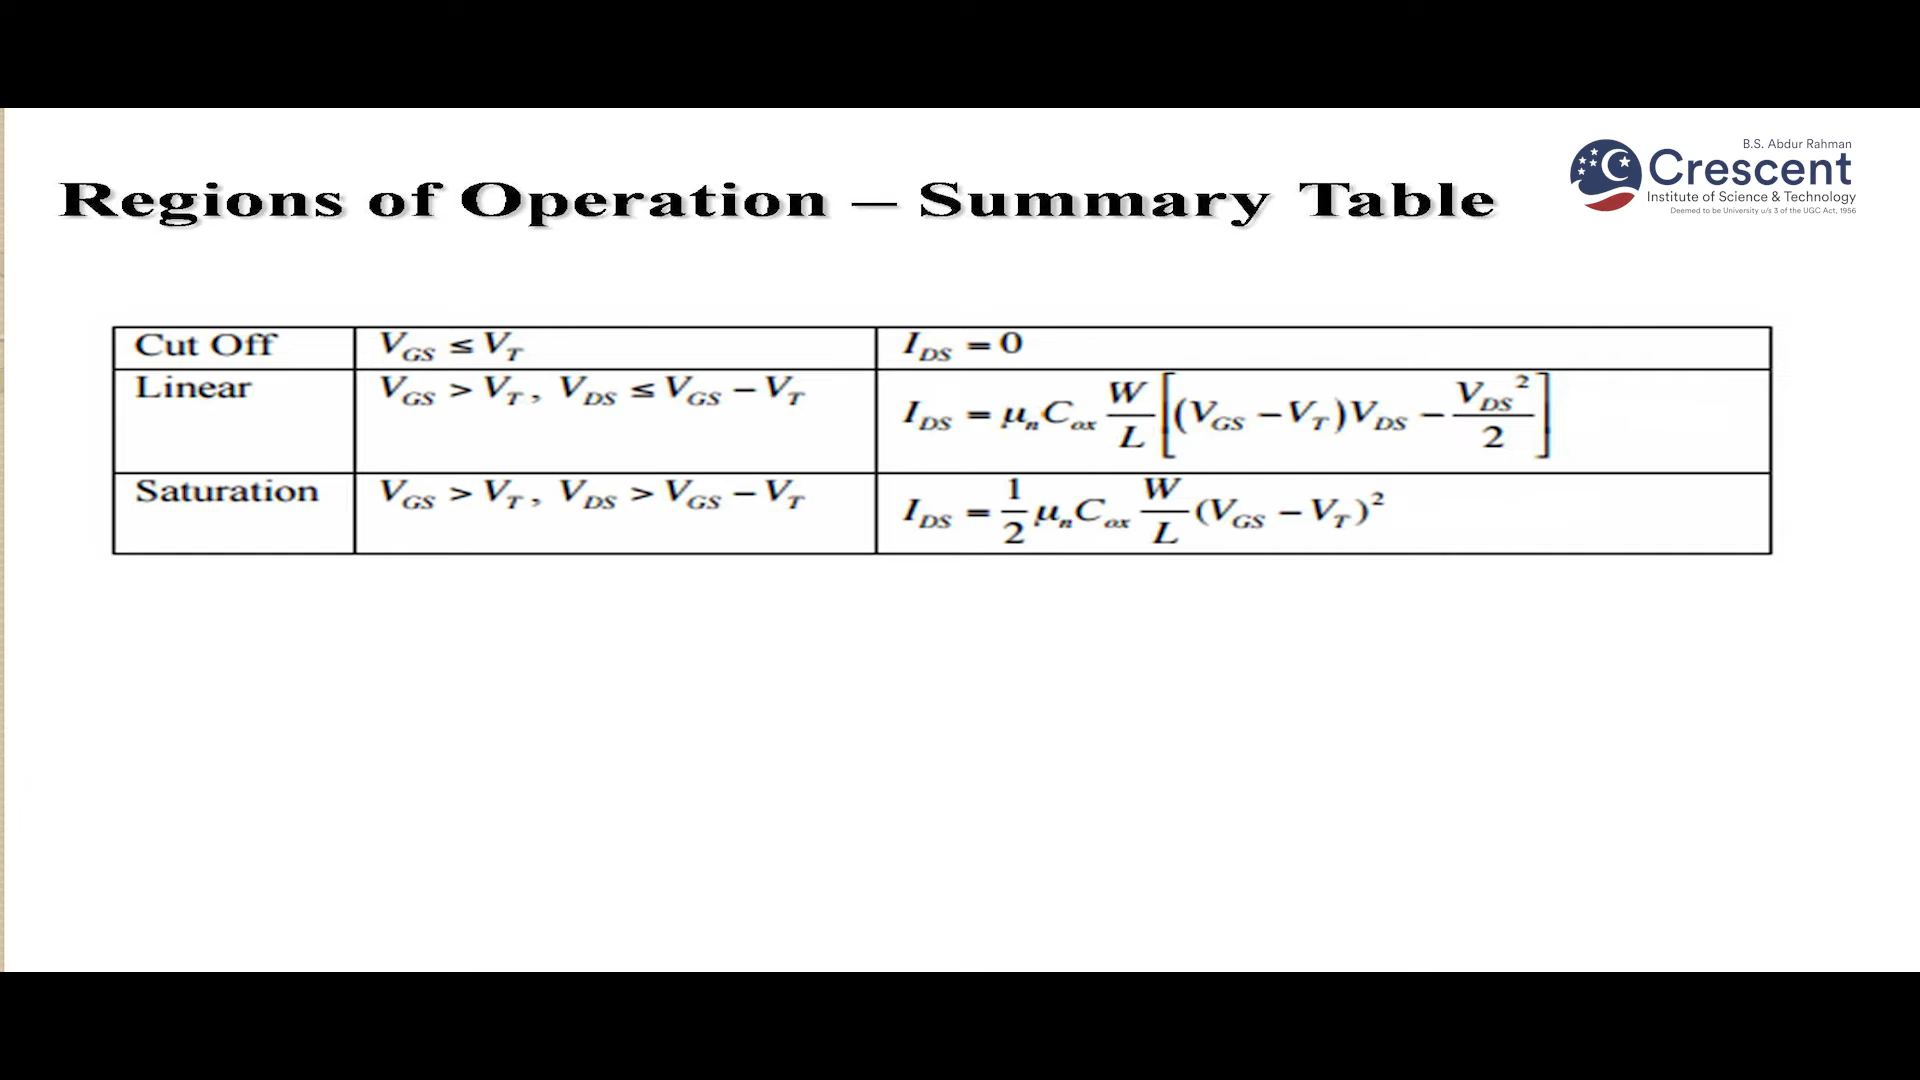 B.S. Abdur Rahman
Crescent
Institute of Science & Technology
Deemed to be University u/s 3 of the UGC Act, 1956
Regions of Operation – Summary Table
Cut Off V_GS ≤ V_T I_DS = 0
Linear V_GS > V_T, V_DS ≤ V_GS − V_T I_DS = μ_n C_ox W/L [(V_GS − V_T)V_DS − V_DS²/2]
Saturation V_GS > V_T, V_DS > V_GS − V_T I_DS = 1/2 μ_n C_ox W/L (V_GS − V_T)²